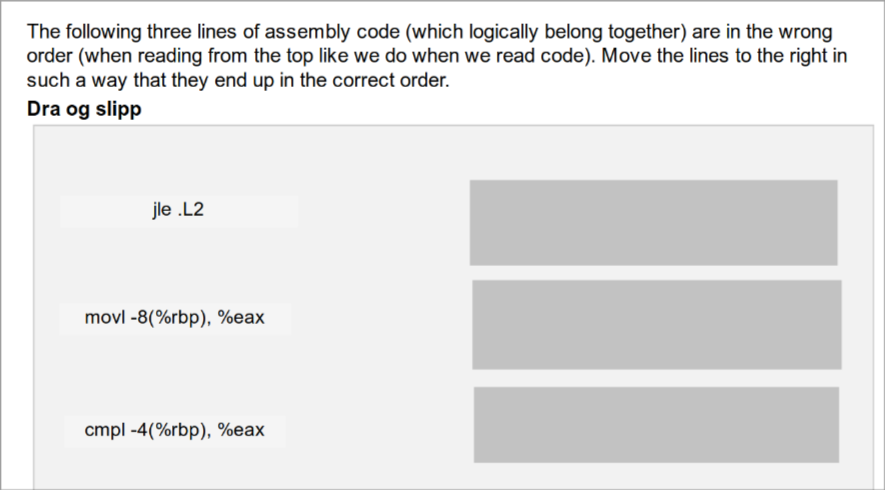 The following three lines of assembly code (which logically belong together) are in the wrong
order (when reading from the top like we do when we read code). Move the lines to the right in
such a way that they end up in the correct order.
Dra og slipp
jle .L2
movl -8(%rbp), %eax
cmpl -4(%rbp), %eax